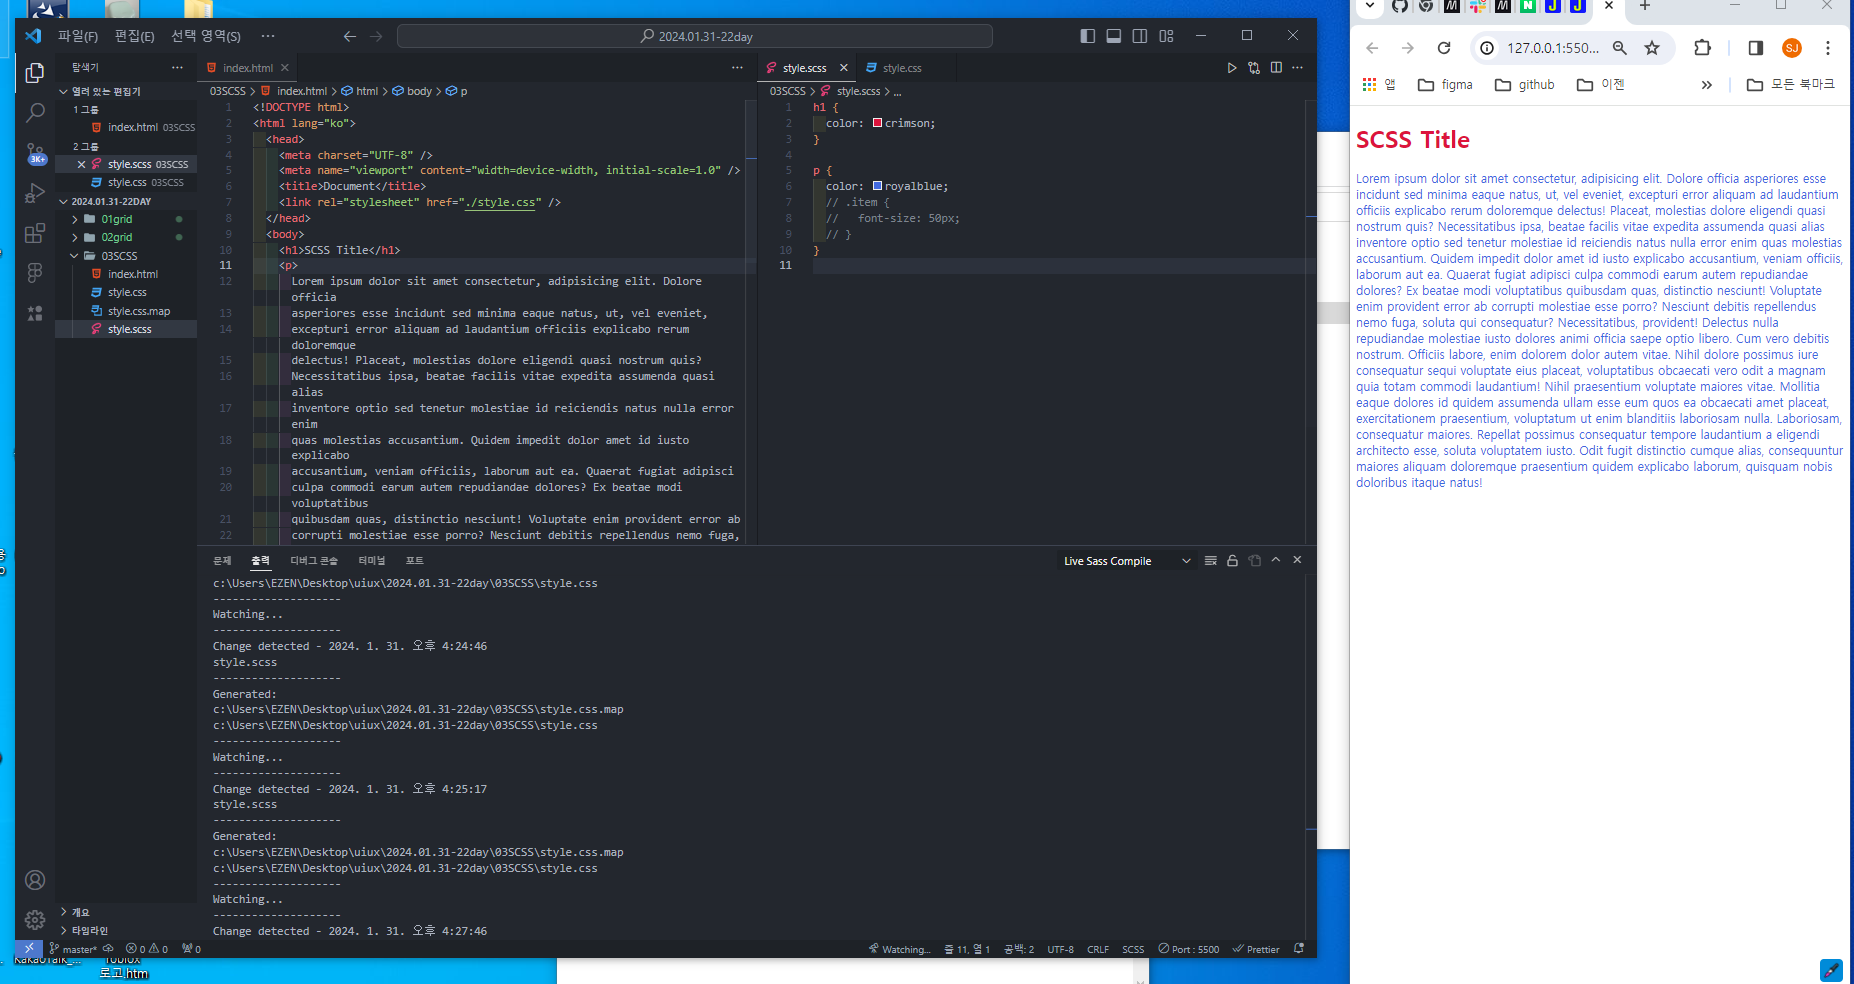 파일(F) 편집(E) 선택 영역(S) ···
2024.01.31-22day
탐색기
열려 있는 편집기
1 그룹
index.html 03SCSS
2 그룹
style.scss 03SCSS
style.css 03SCSS
2024.01.31-22DAY
01grid
02grid
03SCSS
index.html
style.css
style.css.map
style.scss
개요
타임라인
3K+
index.html
03SCSS > index.html > html > body > p
1 <!DOCTYPE html>
2 <html lang="ko">
3 <head>
4 <meta charset="UTF-8" />
5 <meta name="viewport" content="width=device-width, initial-scale=1.0" />
6 <title>Document</title>
7 <link rel="stylesheet" href="./style.css" />
8 </head>
9 <body>
10 <h1>SCSS Title</h1>
11 <p>
12 Lorem ipsum dolor sit amet consectetur, adipisicing elit. Dolore
officia
13 asperiores esse incidunt sed minima eaque natus, ut, vel eveniet,
14 excepturi error aliquam ad laudantium officiis explicabo rerum
doloremque
15 delectus! Placeat, molestias dolore eligendi quasi nostrum quis?
16 Necessitatibus ipsa, beatae facilis vitae expedita assumenda quasi
alias
17 inventore optio sed tenetur molestiae id reiciendis natus nulla error
enim
18 quas molestias accusantium. Quidem impedit dolor amet id iusto
explicabo
19 accusantium, veniam officiis, laborum aut ea. Quaerat fugiat adipisci
20 culpa commodi earum autem repudiandae dolores? Ex beatae modi
voluptatibus
21 quibusdam quas, distinctio nesciunt! Voluptate enim provident error ab
22 corrupti molestiae esse porro? Nesciunt debitis repellendus nemo fuga,
style.scss style.css
03SCSS > style.scss > ...
1 h1 {
2 color: crimson;
3 }
4
5 p {
6 color: royalblue;
7 // .item {
8 //   font-size: 50px;
9 // }
10 }
11
문제 출력 디버그 콘솔 터미널 포트
Live Sass Compile
c:\Users\EZEN\Desktop\uiux\2024.01.31-22day\03SCSS\style.css
--------------------
Watching...
--------------------
Change detected - 2024. 1. 31. 오후 4:24:46
style.scss
--------------------
Generated:
c:\Users\EZEN\Desktop\uiux\2024.01.31-22day\03SCSS\style.css.map
c:\Users\EZEN\Desktop\uiux\2024.01.31-22day\03SCSS\style.css
--------------------
Watching...
--------------------
Change detected - 2024. 1. 31. 오후 4:25:17
style.scss
--------------------
Generated:
c:\Users\EZEN\Desktop\uiux\2024.01.31-22day\03SCSS\style.css.map
c:\Users\EZEN\Desktop\uiux\2024.01.31-22day\03SCSS\style.css
--------------------
Watching...
--------------------
Change detected - 2024. 1. 31. 오후 4:27:46
master* 0 0 0
Watching... 줄 11, 열 1 공백: 2 UTF-8 CRLF SCSS Port : 5500 Prettier
로고.htm
127.0.0.1:550...
SJ
앱 figma github 이젠 » 모든 북마크
SCSS Title
Lorem ipsum dolor sit amet consectetur, adipisicing elit. Dolore officia asperiores esse
incidunt sed minima eaque natus, ut, vel eveniet, excepturi error aliquam ad laudantium
officiis explicabo rerum doloremque delectus! Placeat, molestias dolore eligendi quasi
nostrum quis? Necessitatibus ipsa, beatae facilis vitae expedita assumenda quasi alias
inventore optio sed tenetur molestiae id reiciendis natus nulla error enim quas molestias
accusantium. Quidem impedit dolor amet id iusto explicabo accusantium, veniam officiis,
laborum aut ea. Quaerat fugiat adipisci culpa commodi earum autem repudiandae
dolores? Ex beatae modi voluptatibus quibusdam quas, distinctio nesciunt! Voluptate
enim provident error ab corrupti molestiae esse porro? Nesciunt debitis repellendus
nemo fuga, soluta qui consequatur? Necessitatibus, provident! Delectus nulla
repudiandae molestiae iusto dolores animi officia saepe optio libero. Cum vero debitis
nostrum. Officiis labore, enim dolorem dolor autem vitae. Nihil dolore possimus iure
consequatur sequi voluptate eius placeat, voluptatibus obcaecati vero odit a magnam
quia totam commodi laudantium! Nihil praesentium voluptate maiores vitae. Mollitia
eaque dolores id quidem assumenda ullam esse eum quos ea obcaecati amet placeat,
exercitationem praesentium, voluptatum ut enim blanditiis laboriosam nulla. Laboriosam,
consequatur maiores. Repellat possimus consequatur tempore laudantium a eligendi
architecto esse, soluta voluptatem iusto. Odit fugit distinctio cumque alias, consequuntur
maiores aliquam doloremque praesentium quidem explicabo laborum, quisquam nobis
doloribus itaque natus!